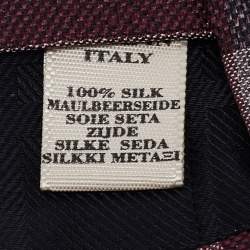 ITALY
100% SILK
MAULBEERSEIDE
SOIE SETA
ZIJDE
SILKE SEDA
SILKKI ΜΕΤΑΞΙ